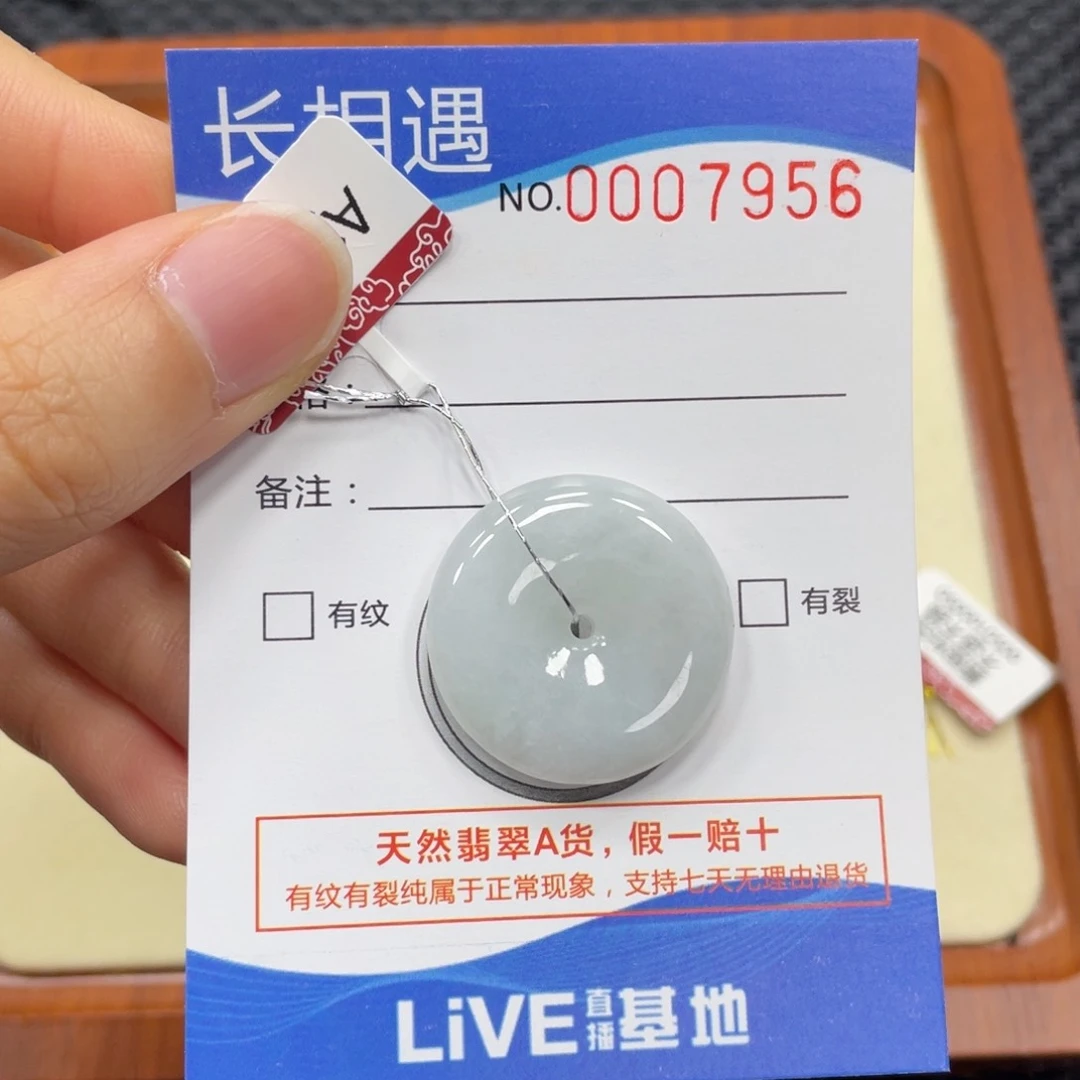 长相遇
NO.0007956
A
备注：
有纹
有裂
天然翡翠A货，假一赔十
有纹有裂纯属于正常现象，支持七天无理由退货
LiVE直播基地